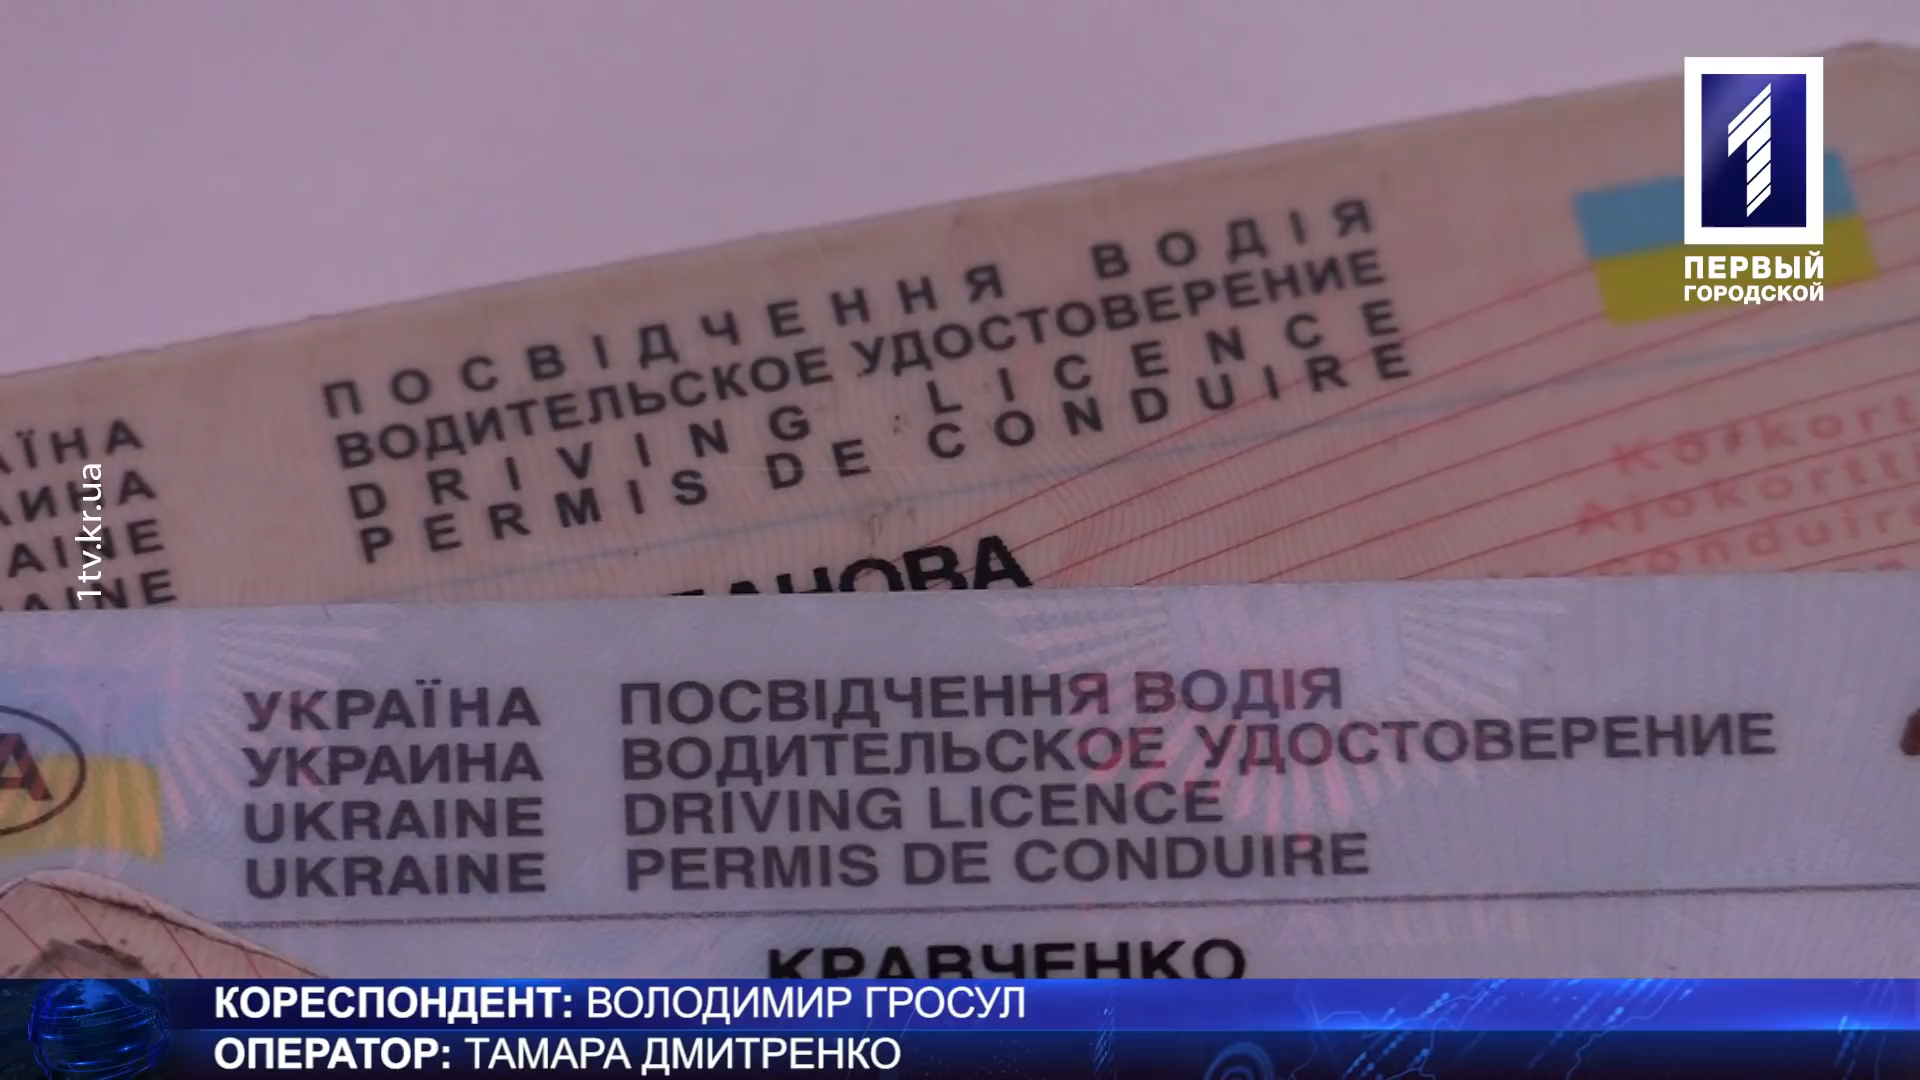 ПЕРВЫЙ
ГОРОДСКОЙ
ПОСВІДЧЕННЯ ВОДІЯ
ВОДИТЕЛЬСКОЕ УДОСТОВЕРЕНИЕ
DRIVING LICENCE
PERMIS DE CONDUIRE
Körkort
1tv.kr.ua
УКРАЇНА ПОСВІДЧЕННЯ ВОДІЯ
УКРАИНА ВОДИТЕЛЬСКОЕ УДОСТОВЕРЕНИЕ
UKRAINE DRIVING LICENCE
UKRAINE PERMIS DE CONDUIRE
КРАВЧЕНКО
КОРЕСПОНДЕНТ: ВОЛОДИМИР ГРОСУЛ
ОПЕРАТОР: ТАМАРА ДМИТРЕНКО